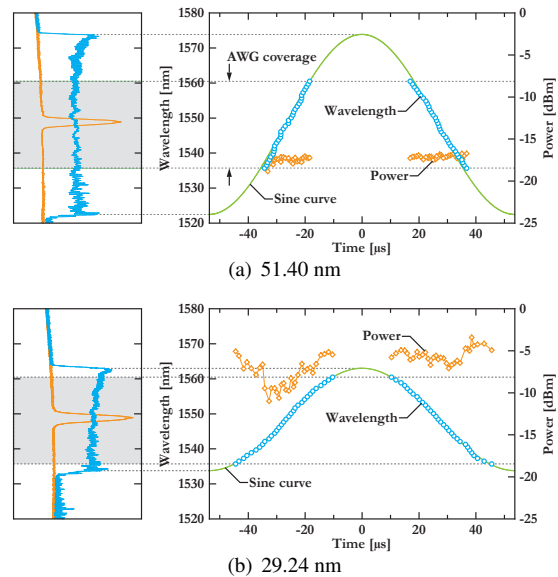 1580
1570
1560
1550
1540
1530
1520
Wavelength [nm]
AWG coverage
Wavelength
Power
Sine curve
0
−5
−10
−15
−20
−25
Power [dBm]
−40
−20
0
20
40
Time [µs]
(a) 51.40 nm
1580
1570
1560
1550
1540
1530
1520
Wavelength [nm]
Power
Wavelength
Sine curve
0
−5
−10
−15
−20
−25
Power [dBm]
−40
−20
0
20
40
Time [µs]
(b) 29.24 nm